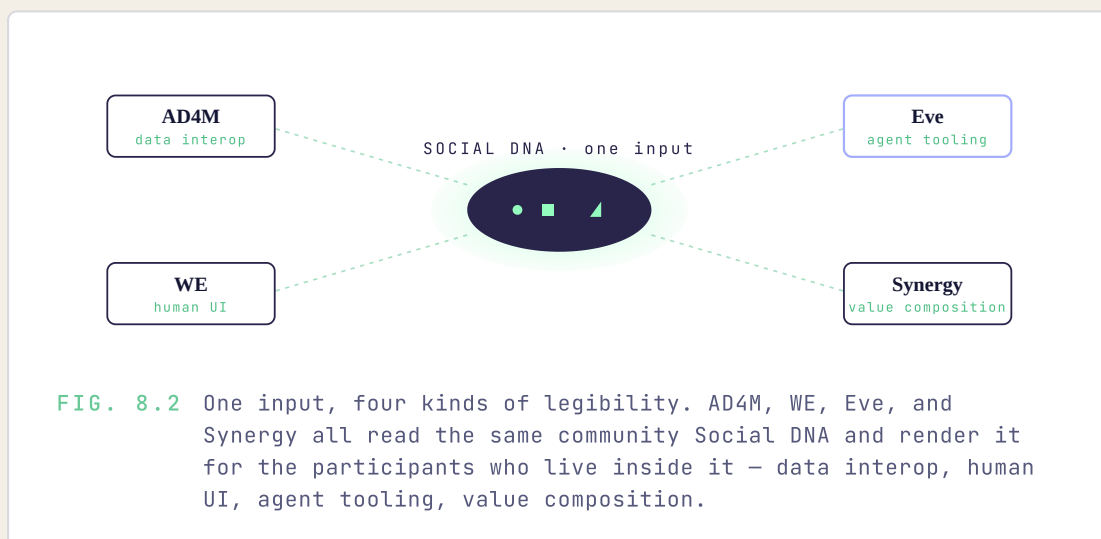 AD4M
data interop
Eve
agent tooling
SOCIAL DNA · one input
WE
human UI
Synergy
value composition
FIG. 8.2 One input, four kinds of legibility. AD4M, WE, Eve, and
Synergy all read the same community Social DNA and render it
for the participants who live inside it — data interop, human
UI, agent tooling, value composition.